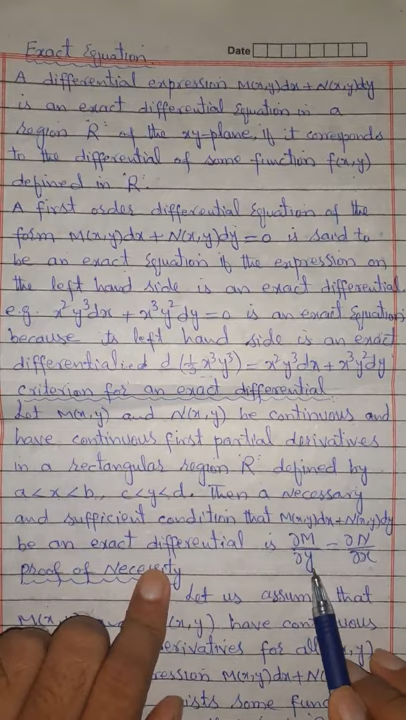 Exact Equation.
Date
A differential expression M(x,y)dx+N(x,y)dy
is an exact differential equation in a
region R of the xy-plane, if it corresponds
to the differential of some function f(x,y)
defined in R.
A first order differential Equation of the
form M(x,y)dx + N(x,y)dy = 0 is said to
be an exact Equation if the expression on
the left hand side is an exact differential.
e.g. x²y³dx + x³y²dy = 0 is an exact Equation,
because its left hand side is an exact
differential i.e d(⅓x³y³) = x²y³dx + x³y²dy
criterion for an exact differential
Let M(x,y) and N(x,y) be continuous and
have continuous first partial derivatives
in a rectangular region R defined by
a<x<b, c<y<d. Then a necessary
and sufficient condition that M(x,y)dx+N(x,y)dy
be an exact differential is ∂M/∂y = ∂N/∂x
Proof of Necessity
Let us assume that
have continuous
derivatives for all
M(x,y)dx+
some